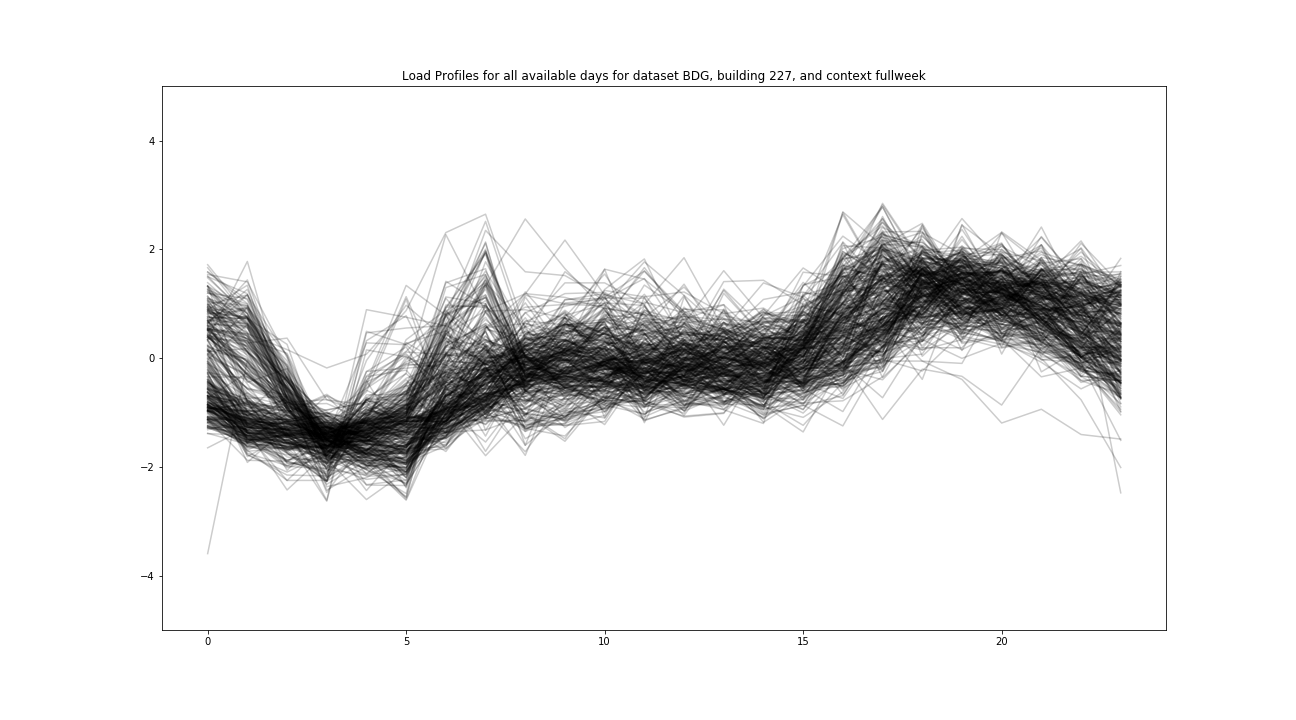 Load Profiles for all available days for dataset BDG, building 227, and context fullweek
4
2
0
−2
−4
0 5 10 15 20